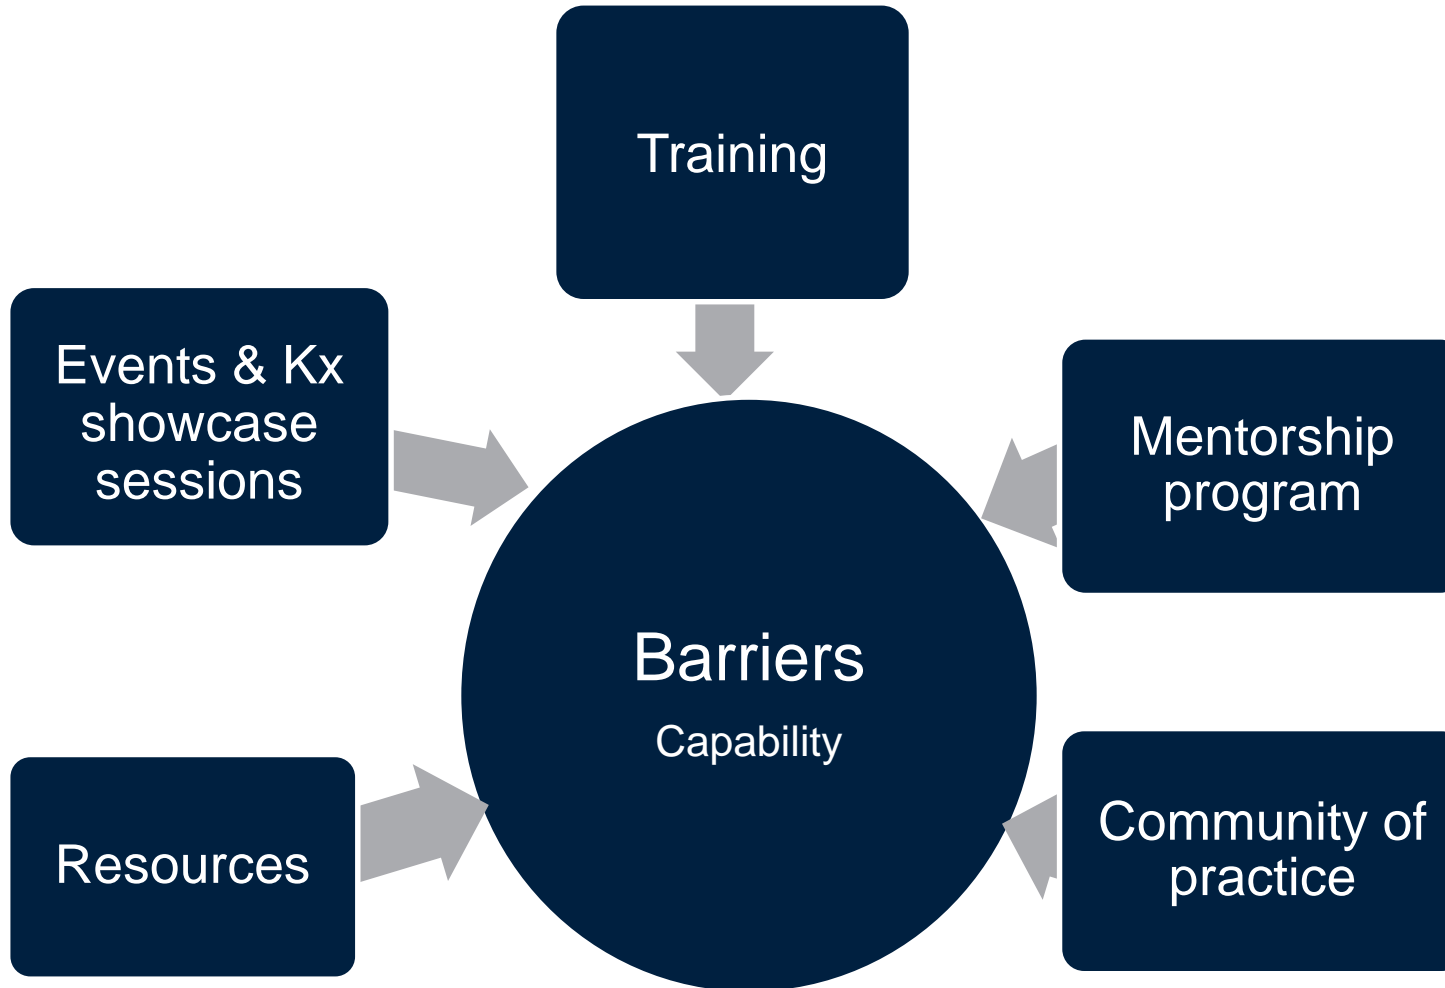 Training
Events & Kx
showcase
sessions
Mentorship
program
Barriers
Capability
Resources
Community of
practice